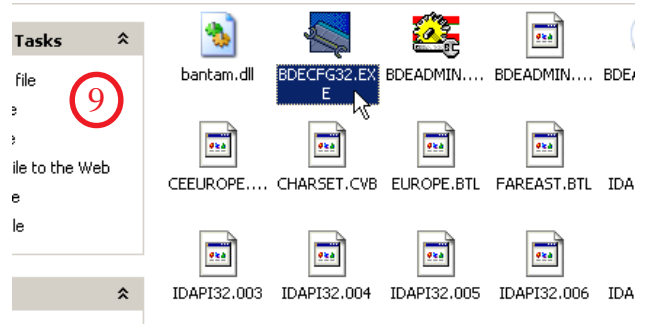 Tasks
file
9
e
e
ile to the Web
e
le
bantam.dll
BDECFG32.EX
E
BDEADMIN....
BDEADMIN....
BDEA
CEEUROPE....
CHARSET.CVB
EUROPE.BTL
FAREAST.BTL
IDA
IDAPI32.003
IDAPI32.004
IDAPI32.005
IDAPI32.006
IDA